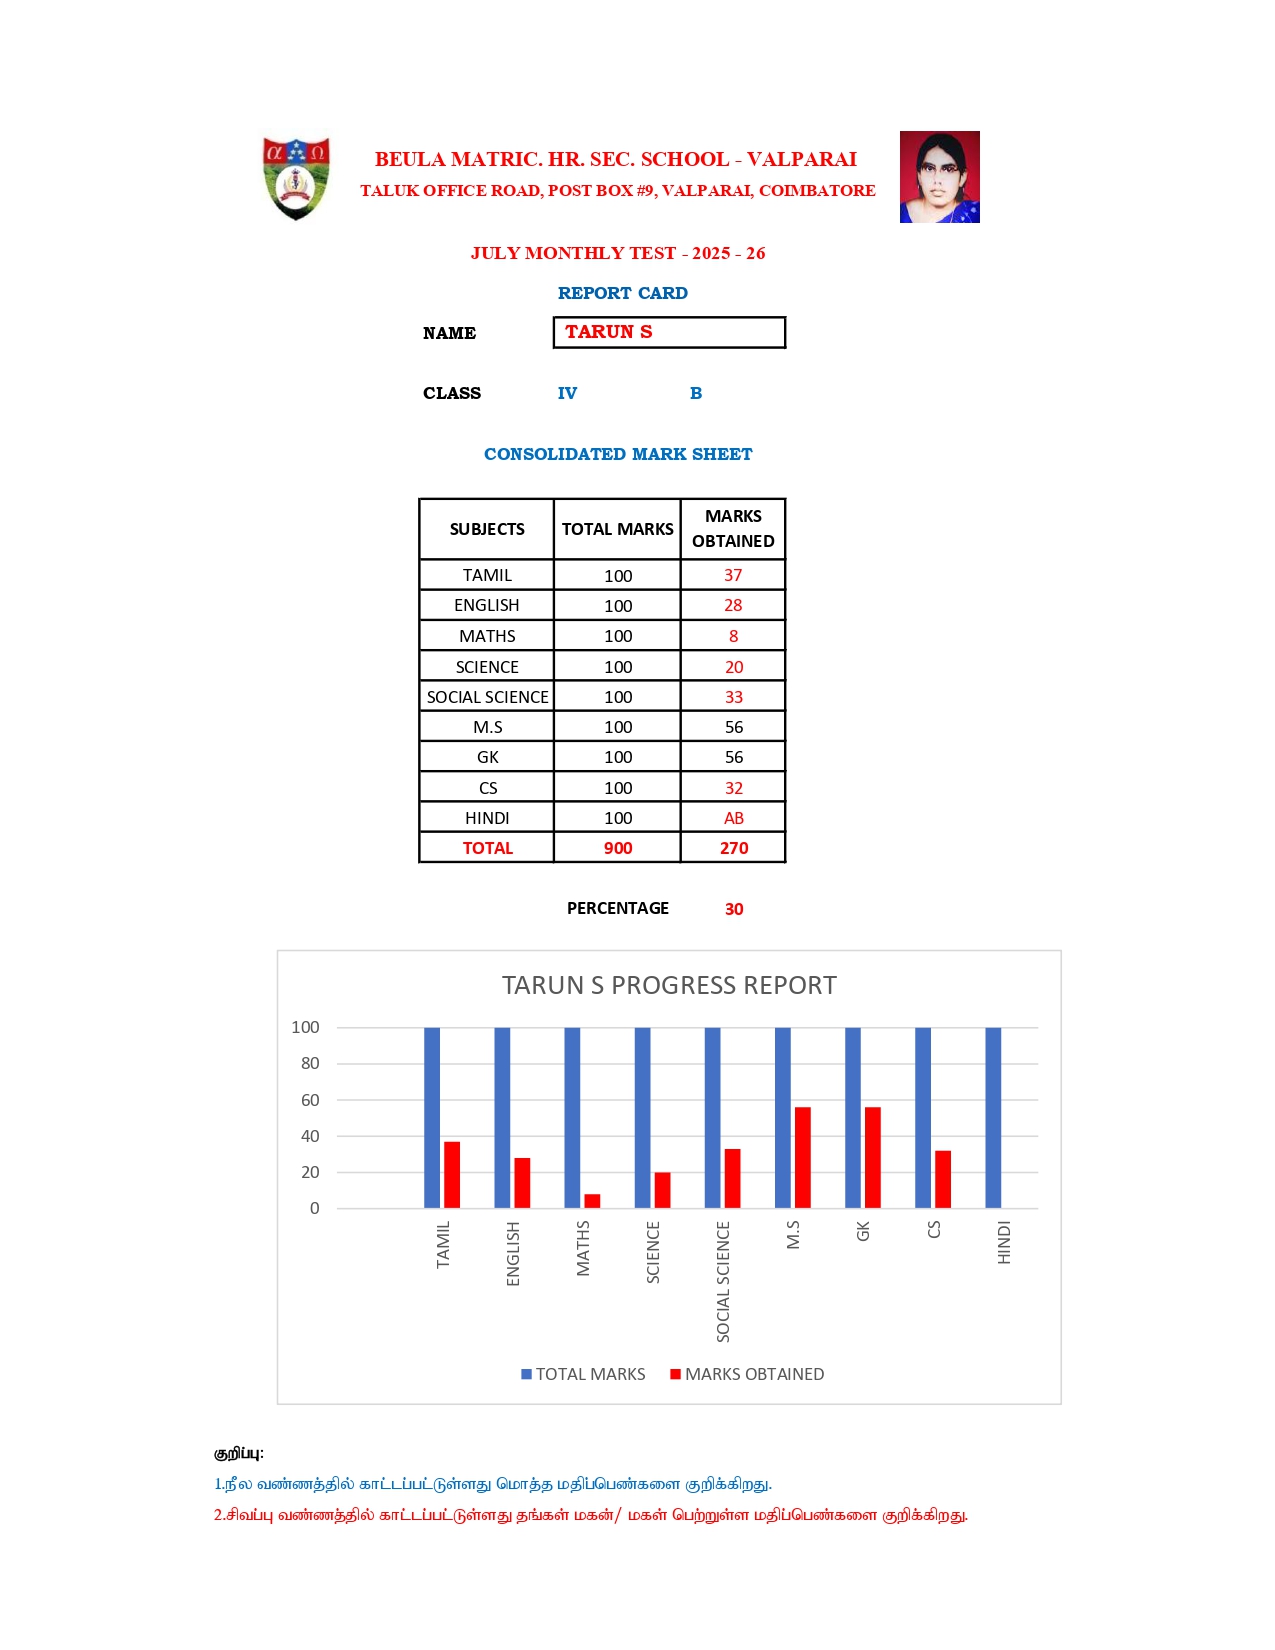 α Ω
BEULA MATRIC. HR. SEC. SCHOOL - VALPARAI
TALUK OFFICE ROAD, POST BOX #9, VALPARAI, COIMBATORE
JULY MONTHLY TEST - 2025 - 26
REPORT CARD
NAME TARUN S
CLASS IV B
CONSOLIDATED MARK SHEET
SUBJECTS TOTAL MARKS MARKS OBTAINED
TAMIL 100 37
ENGLISH 100 28
MATHS 100 8
SCIENCE 100 20
SOCIAL SCIENCE 100 33
M.S 100 56
GK 100 56
CS 100 32
HINDI 100 AB
TOTAL 900 270
PERCENTAGE 30
TARUN S PROGRESS REPORT
100
80
60
40
20
0
TAMIL ENGLISH MATHS SCIENCE SOCIAL SCIENCE M.S GK CS HINDI
TOTAL MARKS MARKS OBTAINED
குறிப்பு:
1.நீல வண்ணத்தில் காட்டப்பட்டுள்ளது மொத்த மதிப்பெண்களை குறிக்கிறது.
2.சிவப்பு வண்ணத்தில் காட்டப்பட்டுள்ளது தங்கள் மகன்/ மகள் பெற்றுள்ள மதிப்பெண்களை குறிக்கிறது.